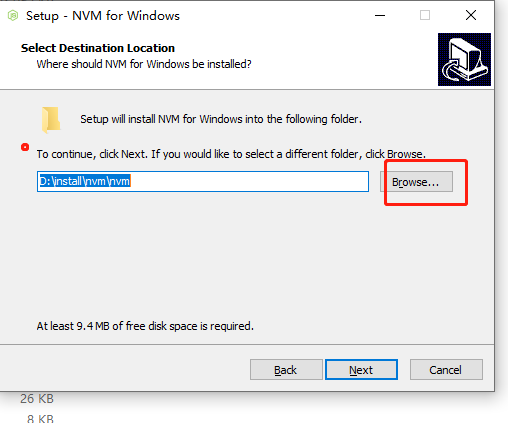 Setup - NVM for Windows
Select Destination Location
Where should NVM for Windows be installed?
Setup will install NVM for Windows into the following folder.
To continue, click Next. If you would like to select a different folder, click Browse.
D:\install\nvm\nvm
Browse...
At least 9.4 MB of free disk space is required.
Back
Next
Cancel
26 KB
8 KB